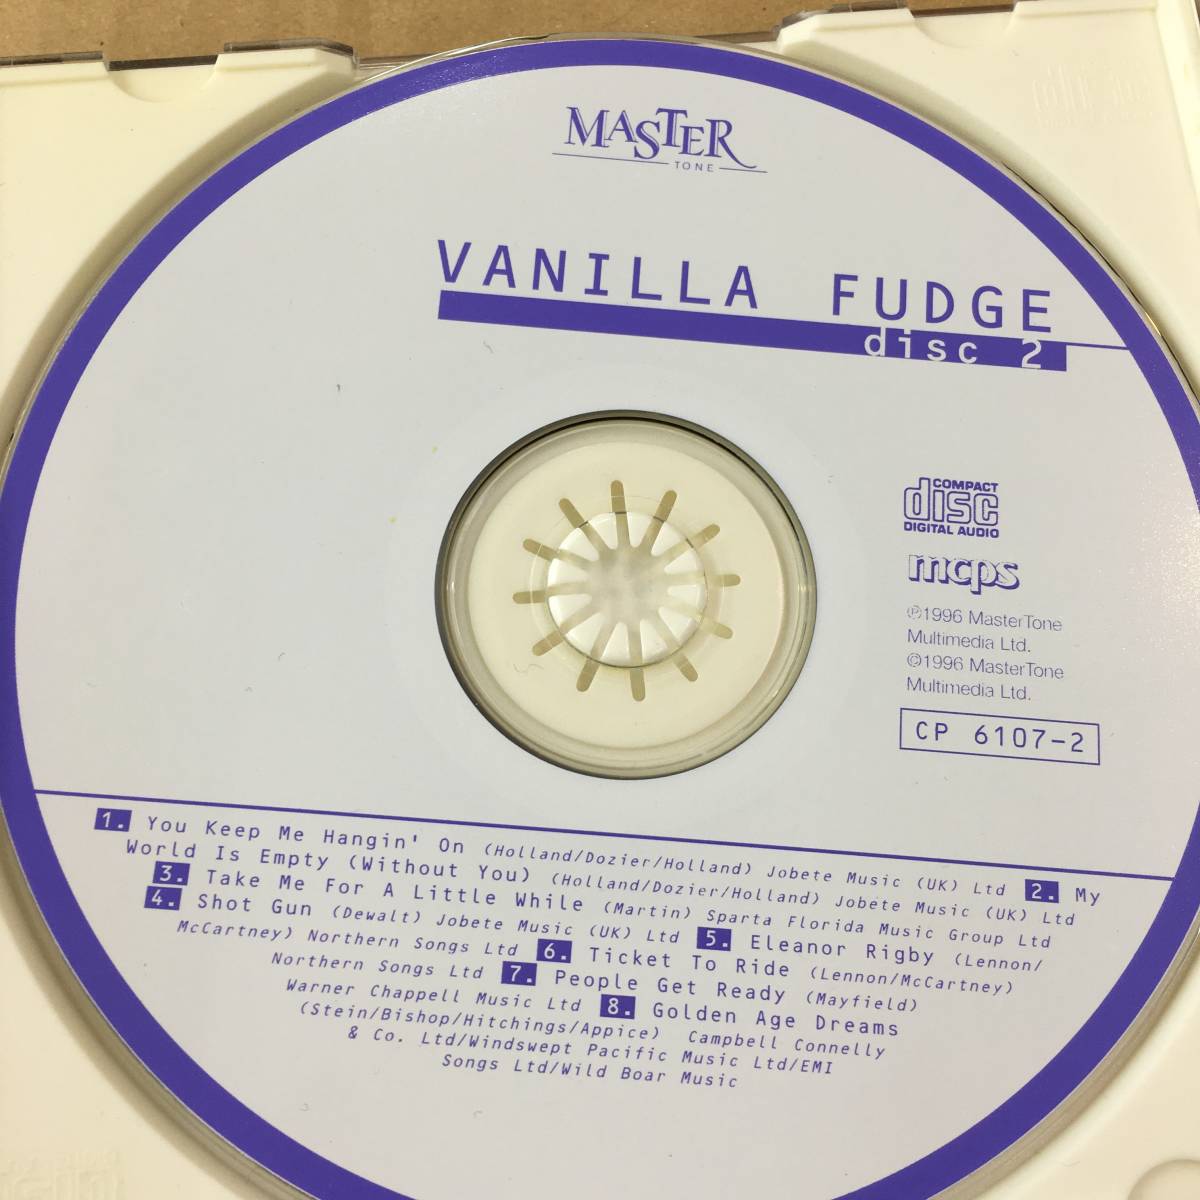 MASTER
TONE
VANILLA FUDGE
disc 2
COMPACT
disc
DIGITAL AUDIO
mcps
℗1996 MasterTone
Multimedia Ltd.
©1996 MasterTone
Multimedia Ltd.
CP 6107-2
1. You Keep Me Hangin' On (Holland/Dozier/Holland) Jobete Music (UK) Ltd 2. My
World Is Empty (Without You) (Holland/Dozier/Holland) Jobete Music (UK) Ltd
3. Take Me For A Little While (Martin) Sparta Florida Music Group Ltd
4. Shot Gun (Dewalt) Jobete Music (UK) Ltd 5. Eleanor Rigby (Lennon/
McCartney) Northern Songs Ltd 6. Ticket To Ride (Lennon/McCartney)
Northern Songs Ltd 7. People Get Ready (Mayfield)
Warner Chappell Music Ltd 8. Golden Age Dreams
(Stein/Bishop/Hitchings/Appice) Campbell Connelly
& Co. Ltd/Windswept Pacific Music Ltd/EMI
Songs Ltd/Wild Boar Music